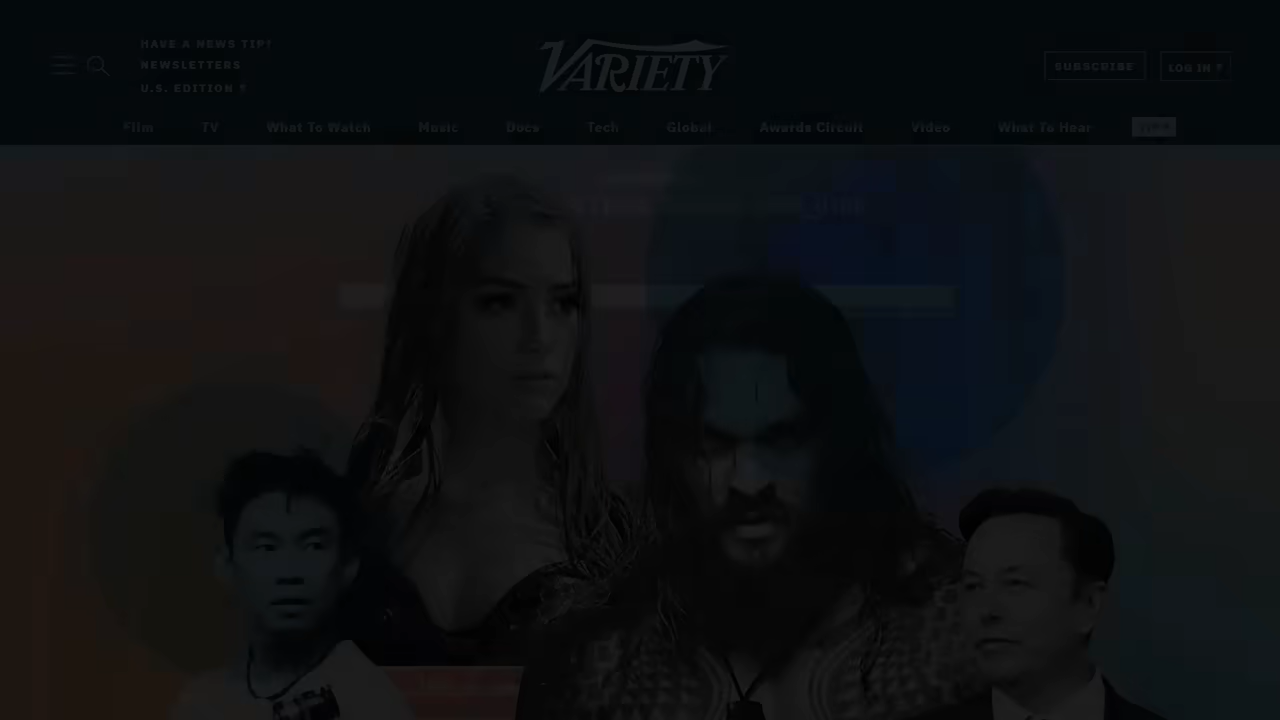 HAVE A NEWS TIP?
NEWSLETTERS
U.S. EDITION
VARIETY
SUBSCRIBE
LOG IN
Film TV What To Watch Music Docs Tech Global Awards Circuit Video What To Hear